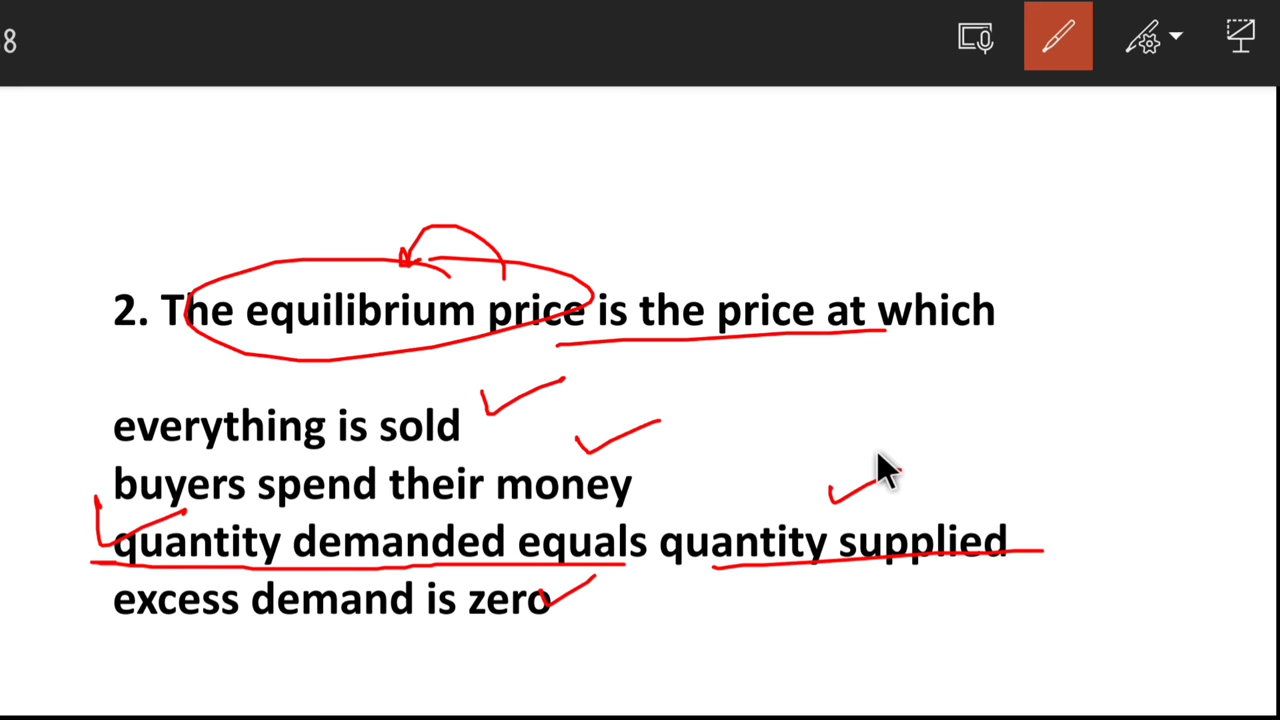 8
2. The equilibrium price is the price at which
everything is sold
buyers spend their money
quantity demanded equals quantity supplied
excess demand is zero